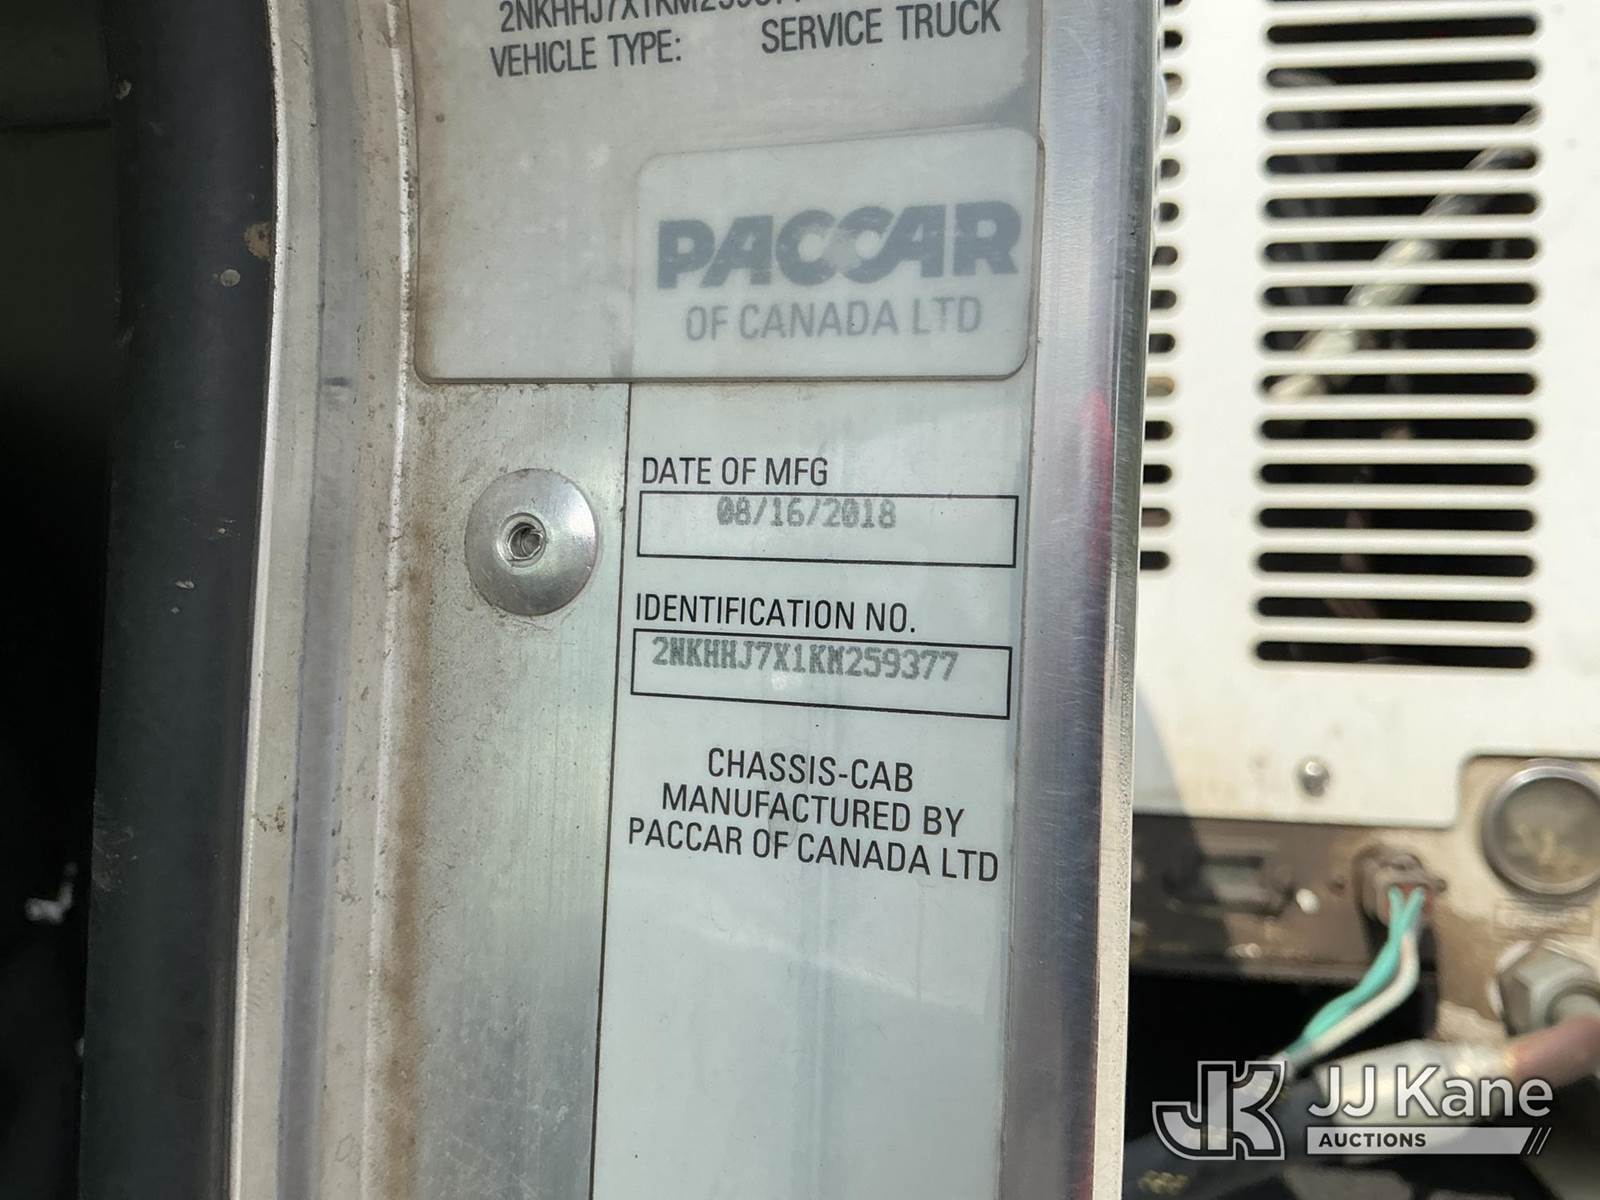 VEHICLE TYPE: SERVICE TRUCK
PACCAR
OF CANADA LTD
DATE OF MFG
08/16/2018
IDENTIFICATION NO.
2NKHHJ7X1KM259377
CHASSIS-CAB
MANUFACTURED BY
PACCAR OF CANADA LTD
JK JJ Kane
AUCTIONS